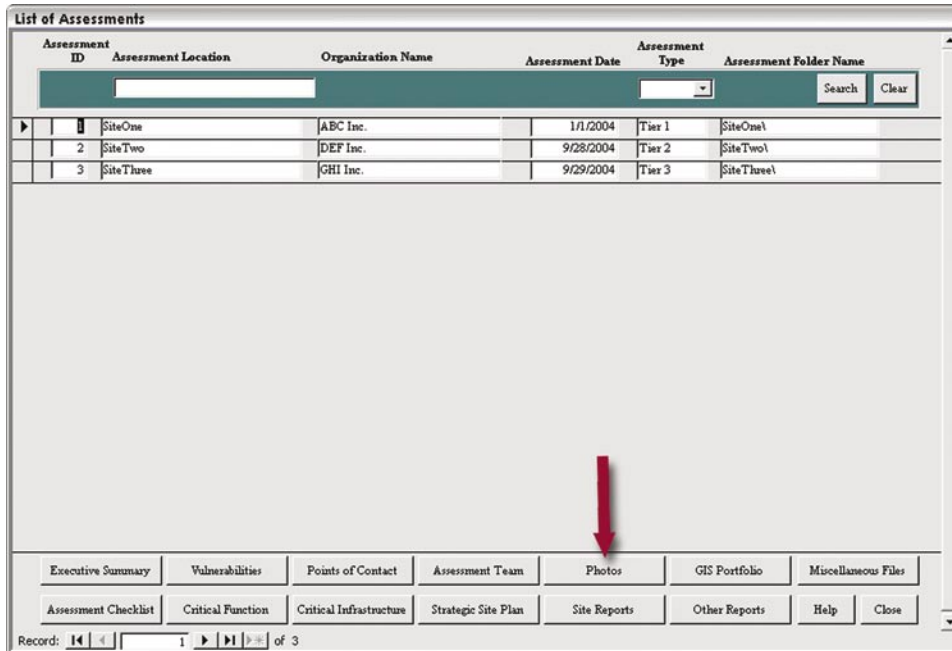 List of Assessments
Assessment ID Assessment Location Organization Name Assessment Date Assessment Type Assessment Folder Name
Search Clear
1 SiteOne ABC Inc. 1/1/2004 Tier 1 SiteOne\
2 SiteTwo DEF Inc. 9/28/2004 Tier 2 SiteTwo\
3 SiteThree GHI Inc. 9/29/2004 Tier 3 SiteThree\
Executive Summary Vulnerabilities Points of Contact Assessment Team Photos GIS Portfolio Miscellaneous Files
Assessment Checklist Critical Function Critical Infrastructure Strategic Site Plan Site Reports Other Reports Help Close
Record: 1 of 3